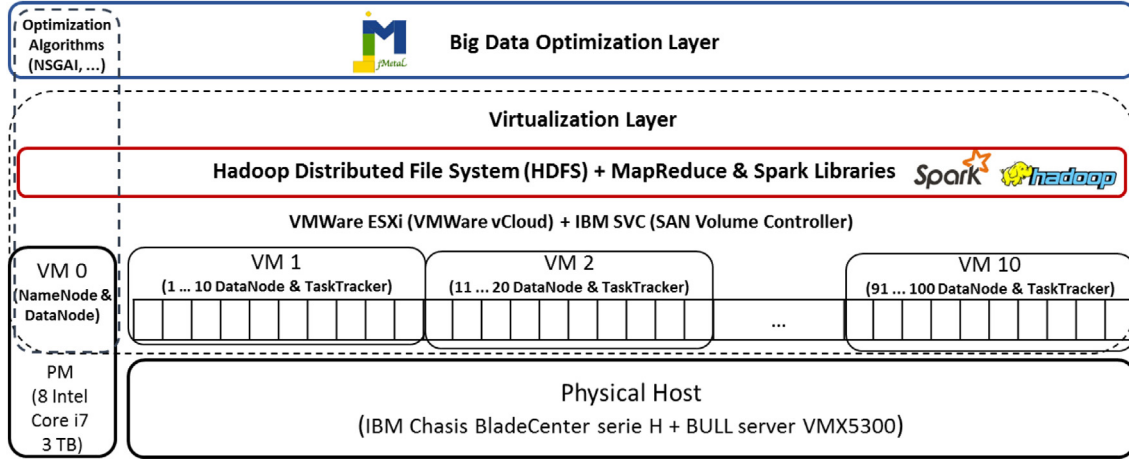 Optimization
Algorithms
(NSGAI, ...)
jMetal
Big Data Optimization Layer
Virtualization Layer
Hadoop Distributed File System (HDFS) + MapReduce & Spark Libraries
Spark
hadoop
VMWare ESXi (VMWare vCloud) + IBM SVC (SAN Volume Controller)
VM 0
(NameNode &
DataNode)
VM 1
(1 ... 10 DataNode & TaskTracker)
VM 2
(11 ... 20 DataNode & TaskTracker)
...
VM 10
(91 ... 100 DataNode & TaskTracker)
PM
(8 Intel
Core i7
3 TB)
Physical Host
(IBM Chasis BladeCenter serie H + BULL server VMX5300)